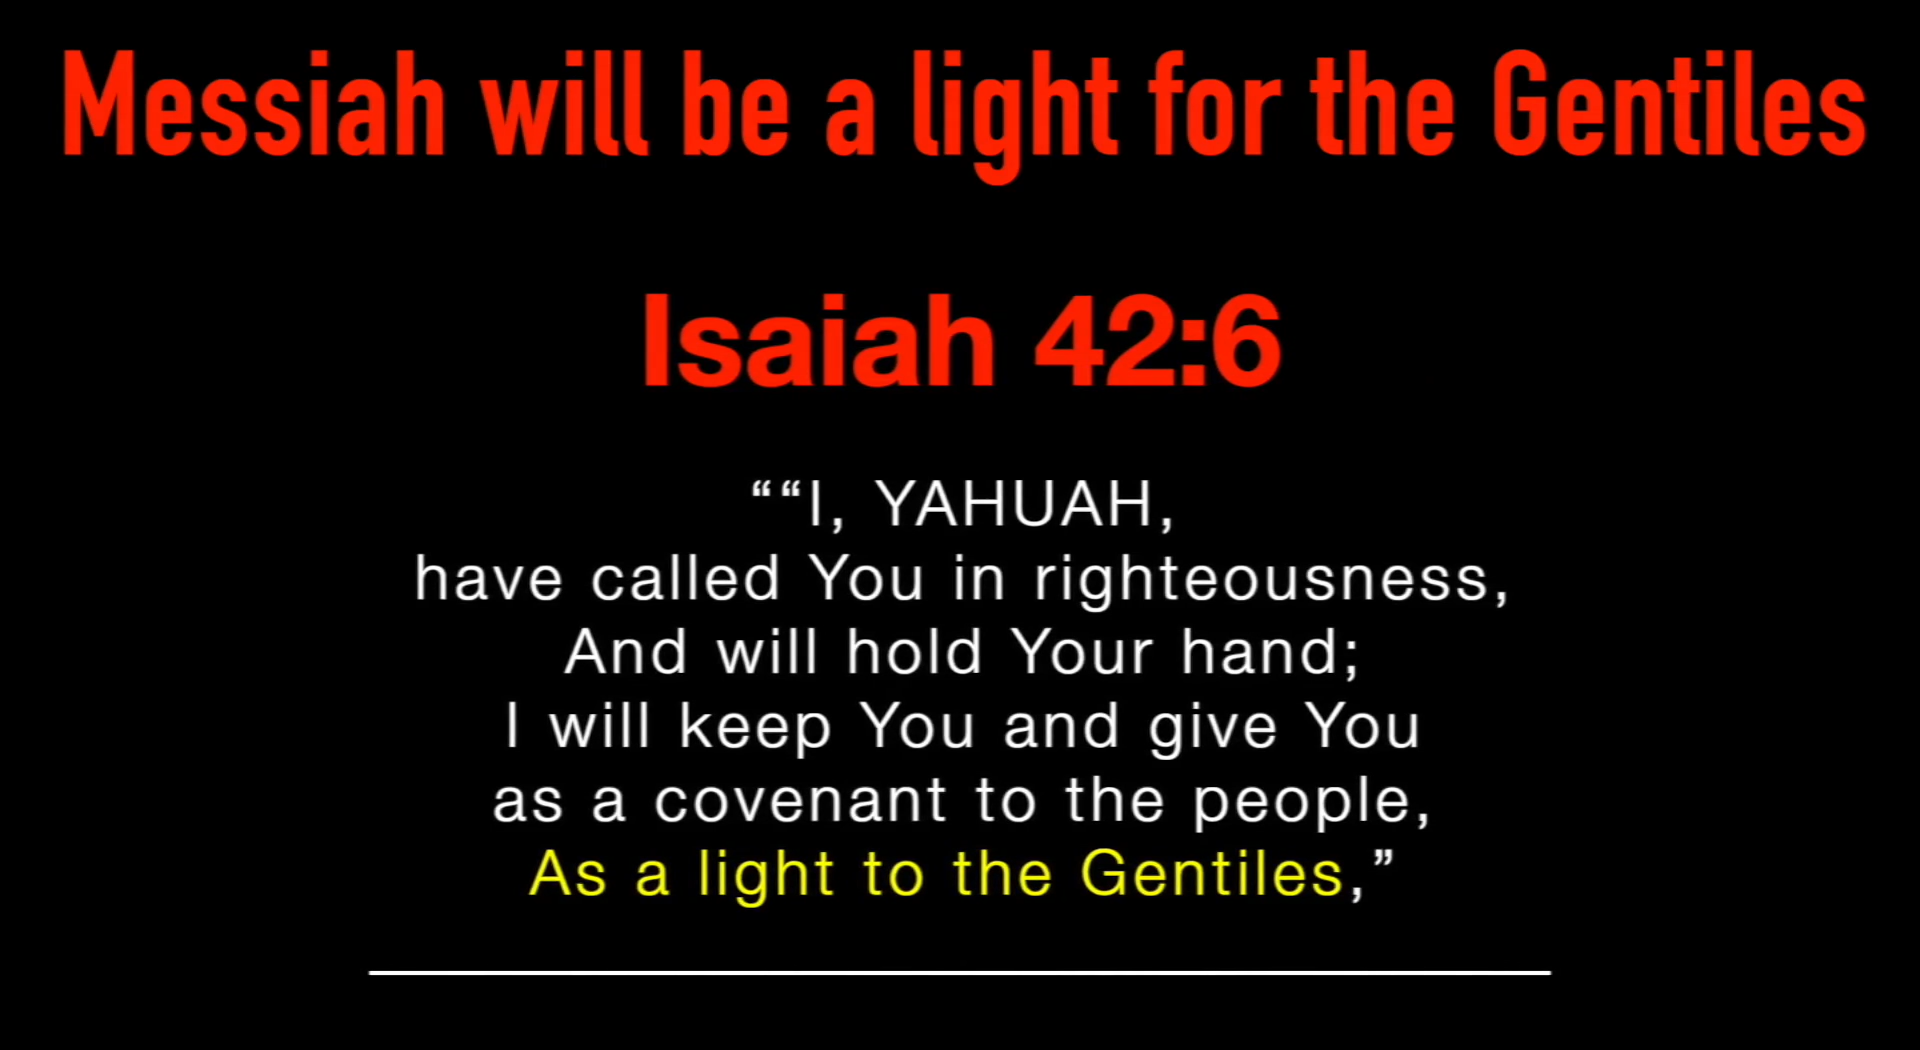 Messiah will be a light for the Gentiles
Isaiah 42:6
““I, YAHUAH,
have called You in righteousness,
And will hold Your hand;
I will keep You and give You
as a covenant to the people,
As a light to the Gentiles,”